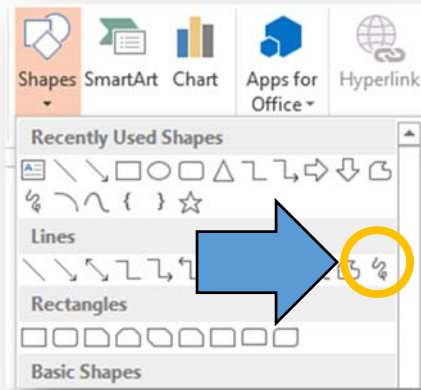 Shapes SmartArt Chart Apps for Office Hyperlink
Recently Used Shapes
Lines
Rectangles
Basic Shapes